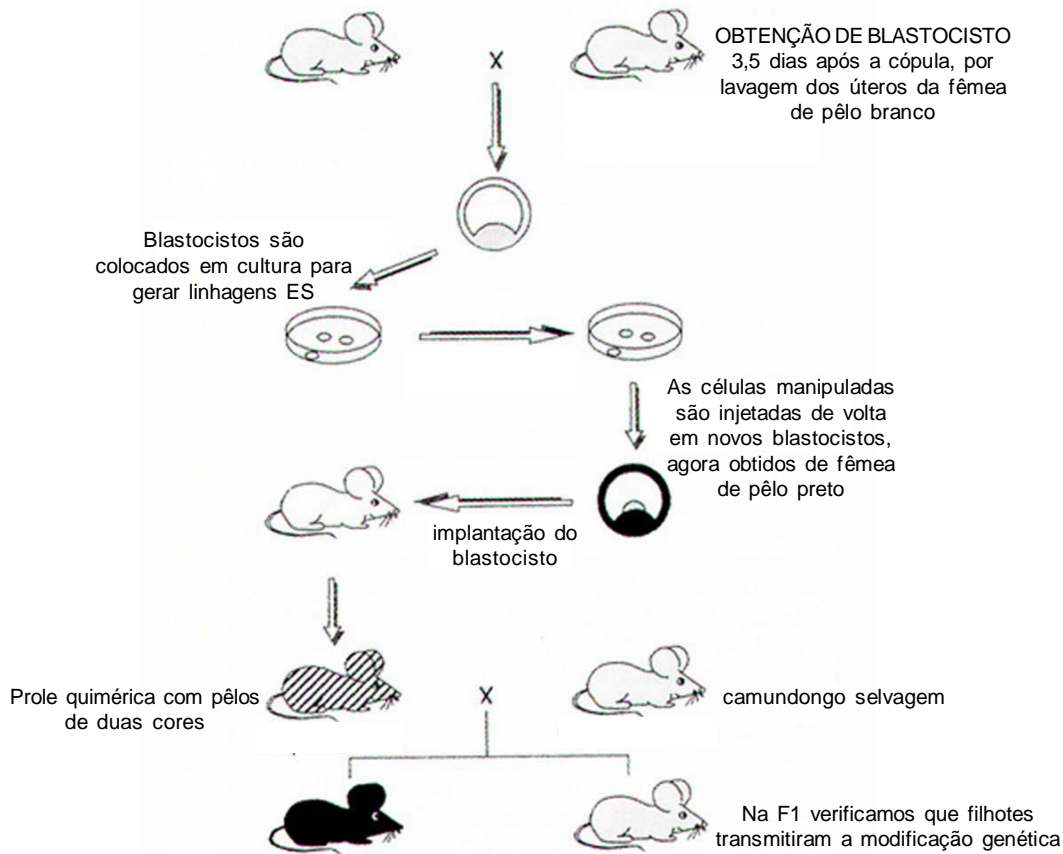 X
OBTENÇÃO DE BLASTOCISTO
3,5 dias após a cópula, por
lavagem dos úteros da fêmea
de pêlo branco
Blastocistos são
colocados em cultura para
gerar linhagens ES
As células manipuladas
são injetadas de volta
em novos blastocistos,
agora obtidos de fêmea
de pêlo preto
implantação do
blastocisto
Prole quimérica com pêlos
de duas cores
X
camundongo selvagem
Na F1 verificamos que filhotes
transmitiram a modificação genética